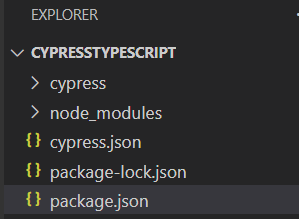 EXPLORER
CYPRESSTYPESCRIPT
cypress
node_modules
{} cypress.json
{} package-lock.json
{} package.json